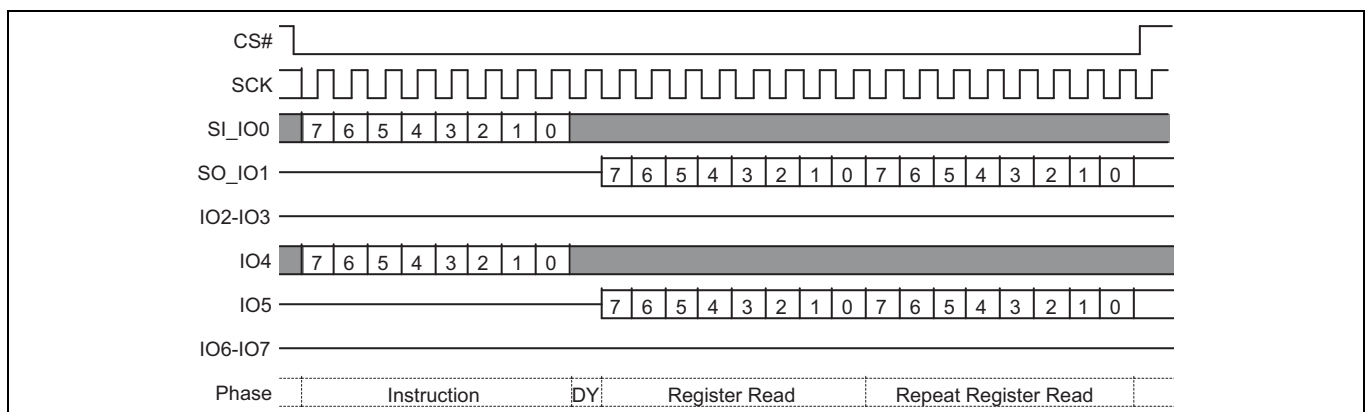 CS#
SCK
SI_IO0 7 6 5 4 3 2 1 0
SO_IO1 7 6 5 4 3 2 1 0 7 6 5 4 3 2 1 0
IO2-IO3
IO4 7 6 5 4 3 2 1 0
IO5 7 6 5 4 3 2 1 0 7 6 5 4 3 2 1 0
IO6-IO7
Phase Instruction DY Register Read Repeat Register Read